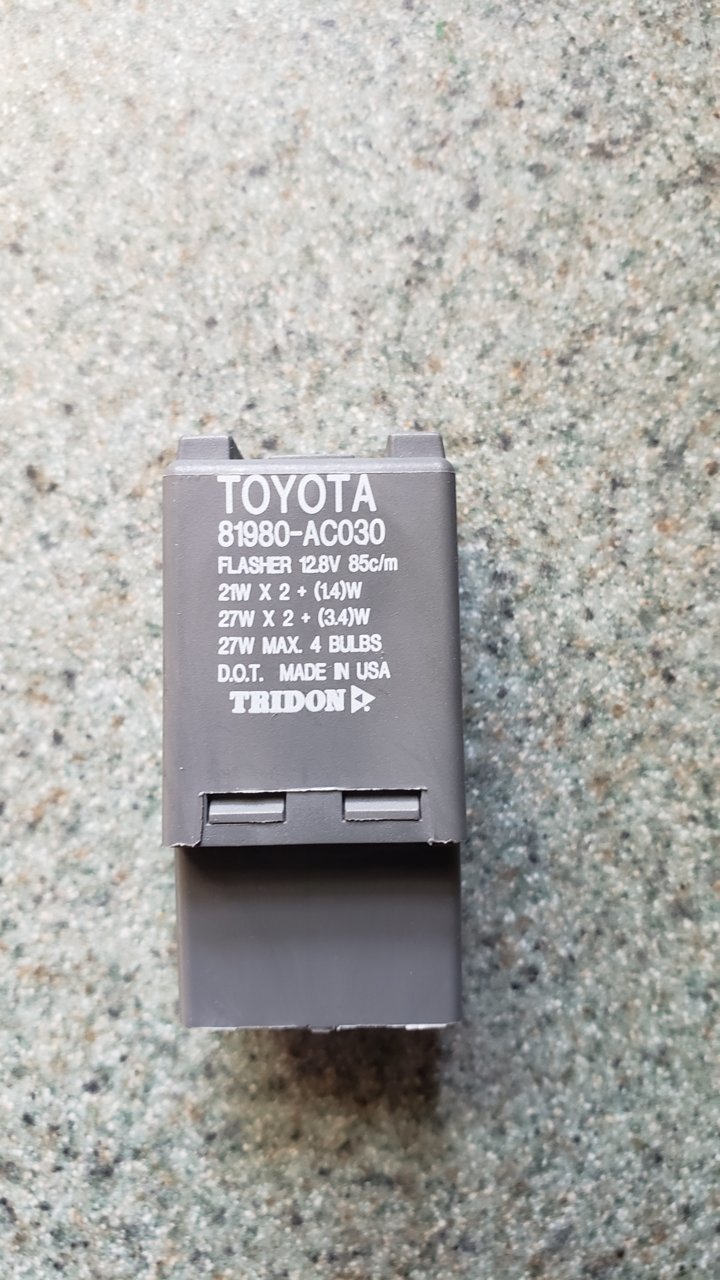 TOYOTA
81980-AC030
FLASHER 12.8V 85c/m
21W X 2 + (1.4)W
27W X 2 + (3.4)W
27W MAX. 4 BULBS
D.O.T. MADE IN USA
TRIDON